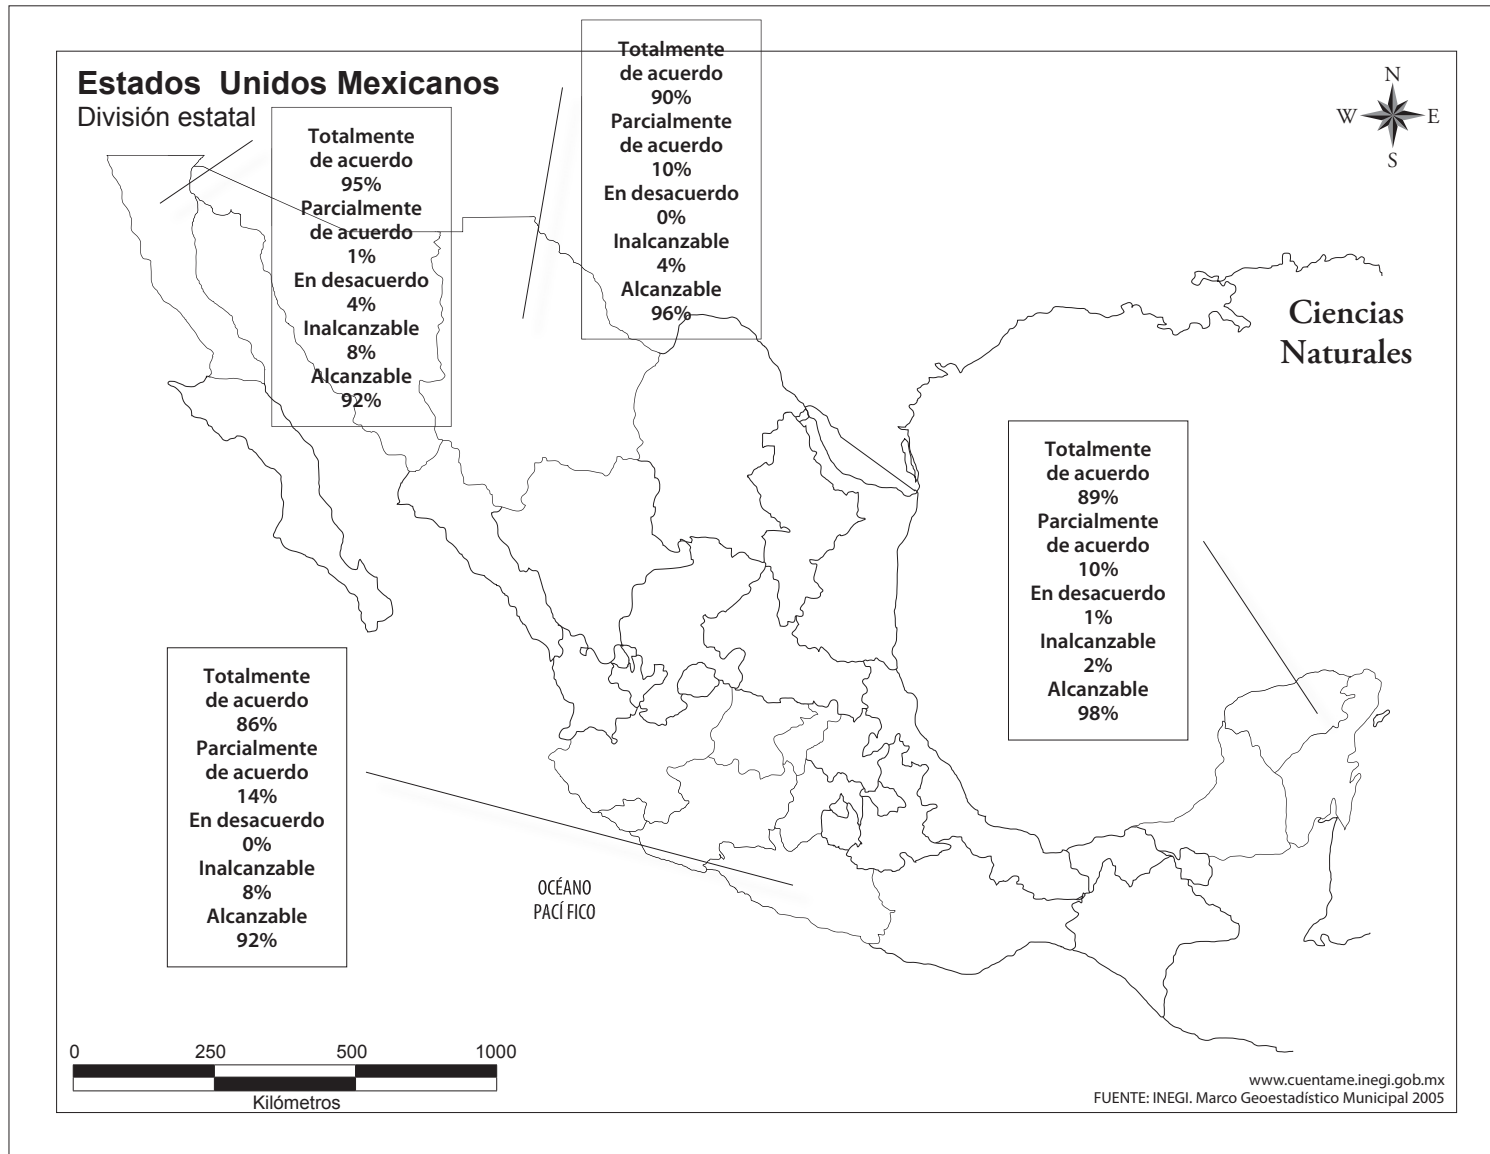 Estados Unidos Mexicanos
División estatal
Totalmente
de acuerdo
95%
Parcialmente
de acuerdo
1%
En desacuerdo
4%
Inalcanzable
8%
Alcanzable
92%
Totalmente
de acuerdo
90%
Parcialmente
de acuerdo
10%
En desacuerdo
0%
Inalcanzable
4%
Alcanzable
96%
N
W
E
S
Ciencias
Naturales
Totalmente
de acuerdo
89%
Parcialmente
de acuerdo
10%
En desacuerdo
1%
Inalcanzable
2%
Alcanzable
98%
Totalmente
de acuerdo
86%
Parcialmente
de acuerdo
14%
En desacuerdo
0%
Inalcanzable
8%
Alcanzable
92%
OCÉANO
PACÍ FICO
0 250 500 1000
Kilómetros
www.cuentame.inegi.gob.mx
FUENTE: INEGI. Marco Geoestadístico Municipal 2005